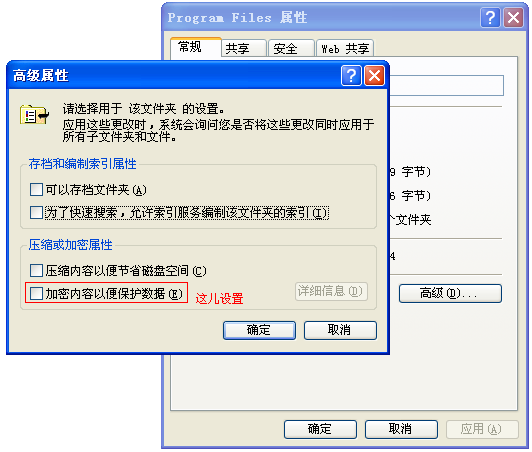 Program Files 属性
常规
共享
安全
Web 共享
高级属性
请选择用于 该文件夹 的设置。
应用这些更改时，系统会询问您是否将这些更改同时应用于
所有子文件夹和文件。
存档和编制索引属性
可以存档文件夹(A)
为了快速搜索，允许索引服务编制该文件夹的索引(I)
压缩或加密属性
压缩内容以便节省磁盘空间(C)
加密内容以便保护数据(E)
这儿设置
详细信息(D)
确定
取消
9 字节)
6 字节)
个文件夹
4
高级(D)...
确定
取消
应用(A)